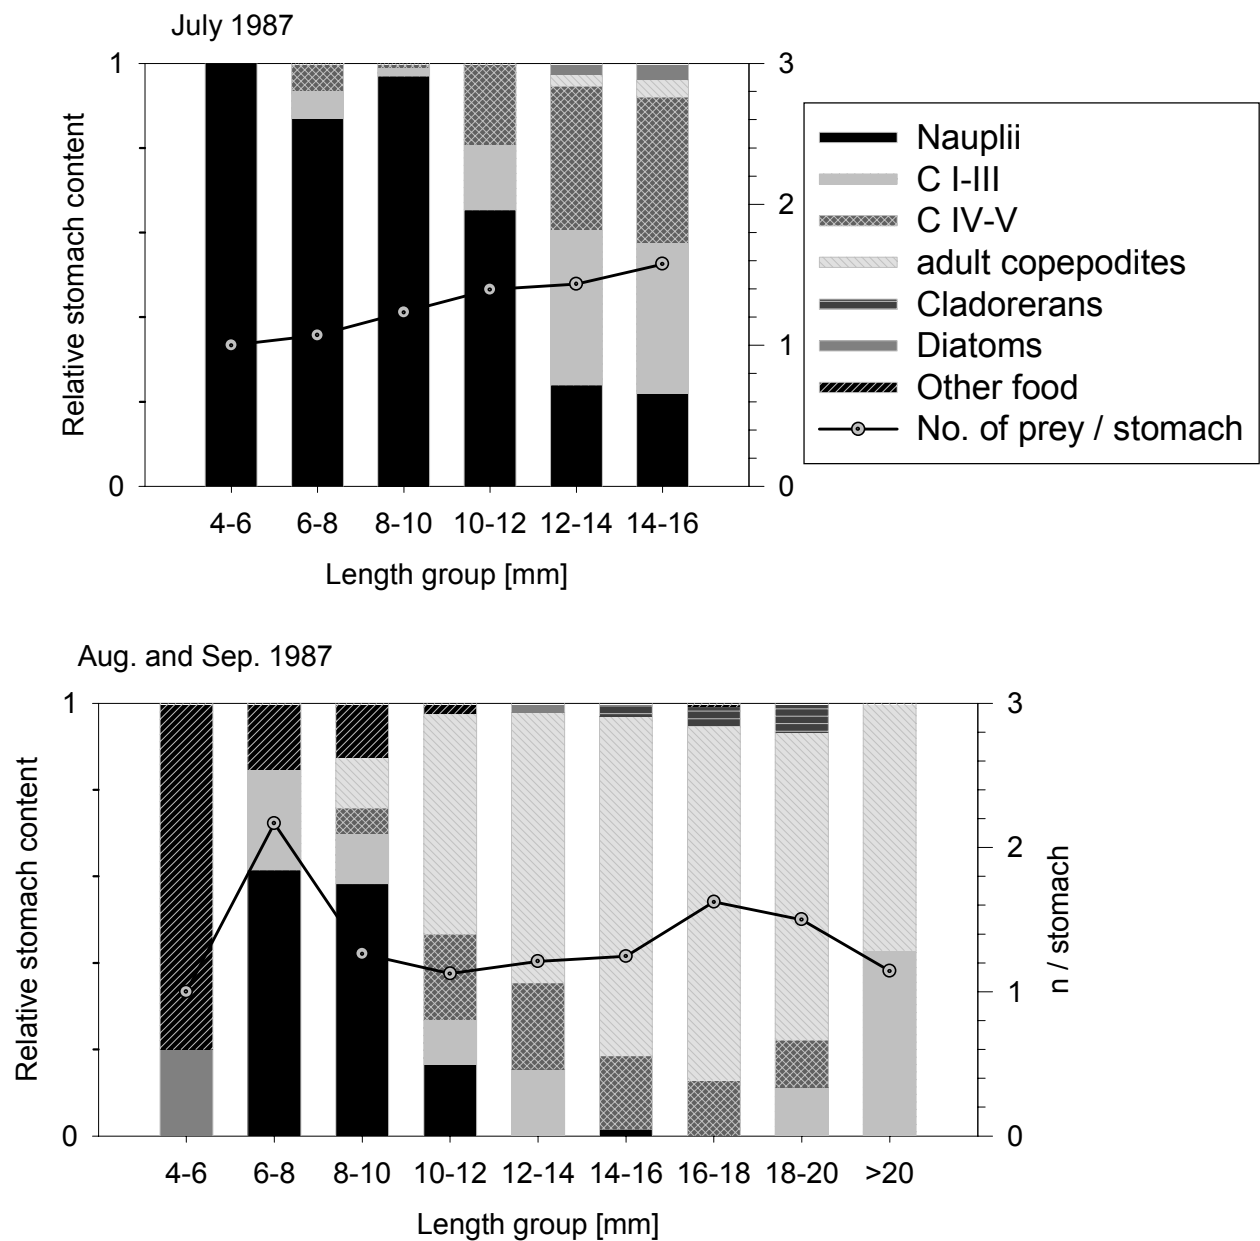 July 1987
1
3
2
1
0
0
Relative stomach content
4-6 6-8 8-10 10-12 12-14 14-16
Length group [mm]
Nauplii
C I-III
C IV-V
adult copepodites
Cladorerans
Diatoms
Other food
No. of prey / stomach
Aug. and Sep. 1987
1
3
2
1
0
0
Relative stomach content
n / stomach
4-6 6-8 8-10 10-12 12-14 14-16 16-18 18-20 >20
Length group [mm]